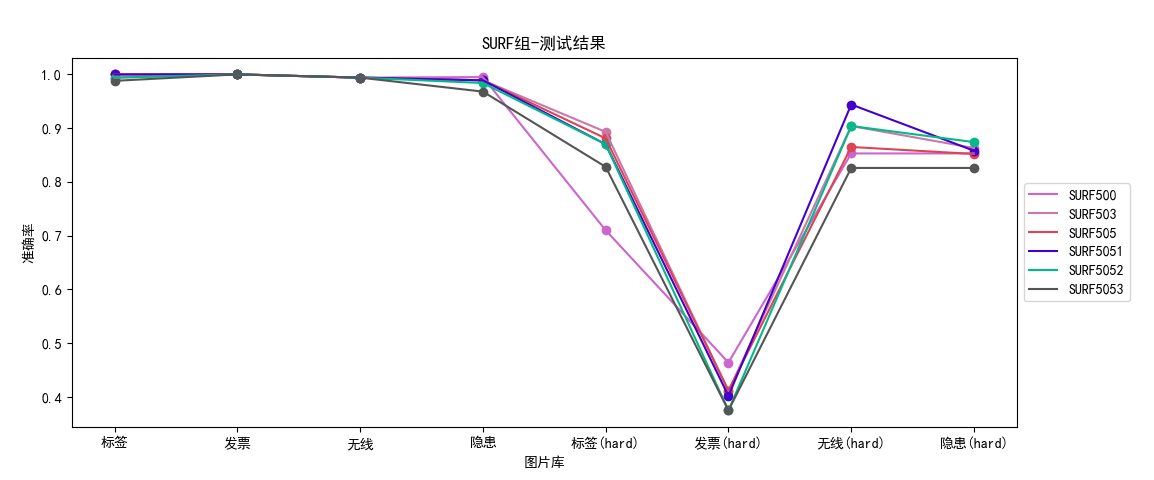 SURF组-测试结果
准确率
1.0
0.9
0.8
0.7
0.6
0.5
0.4
标签
发票
无线
隐患
标签(hard)
发票(hard)
无线(hard)
隐患(hard)
图片库
SURF500
SURF503
SURF505
SURF5051
SURF5052
SURF5053